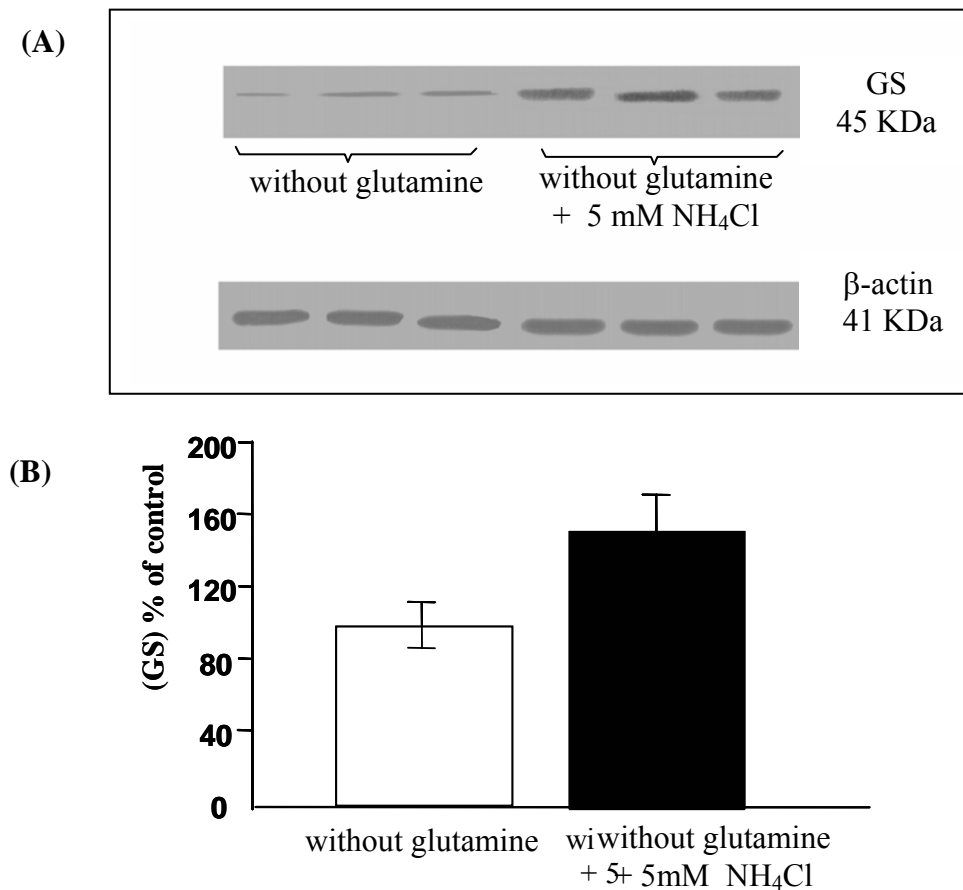 (A)
GS
45 KDa
without glutamine
without glutamine
+ 5 mM NH₄Cl
β-actin
41 KDa
(B)
(GS) % of control
200
160
120
80
40
0
without glutamine
wiwithout glutamine
+ 5+ 5mM NH₄Cl